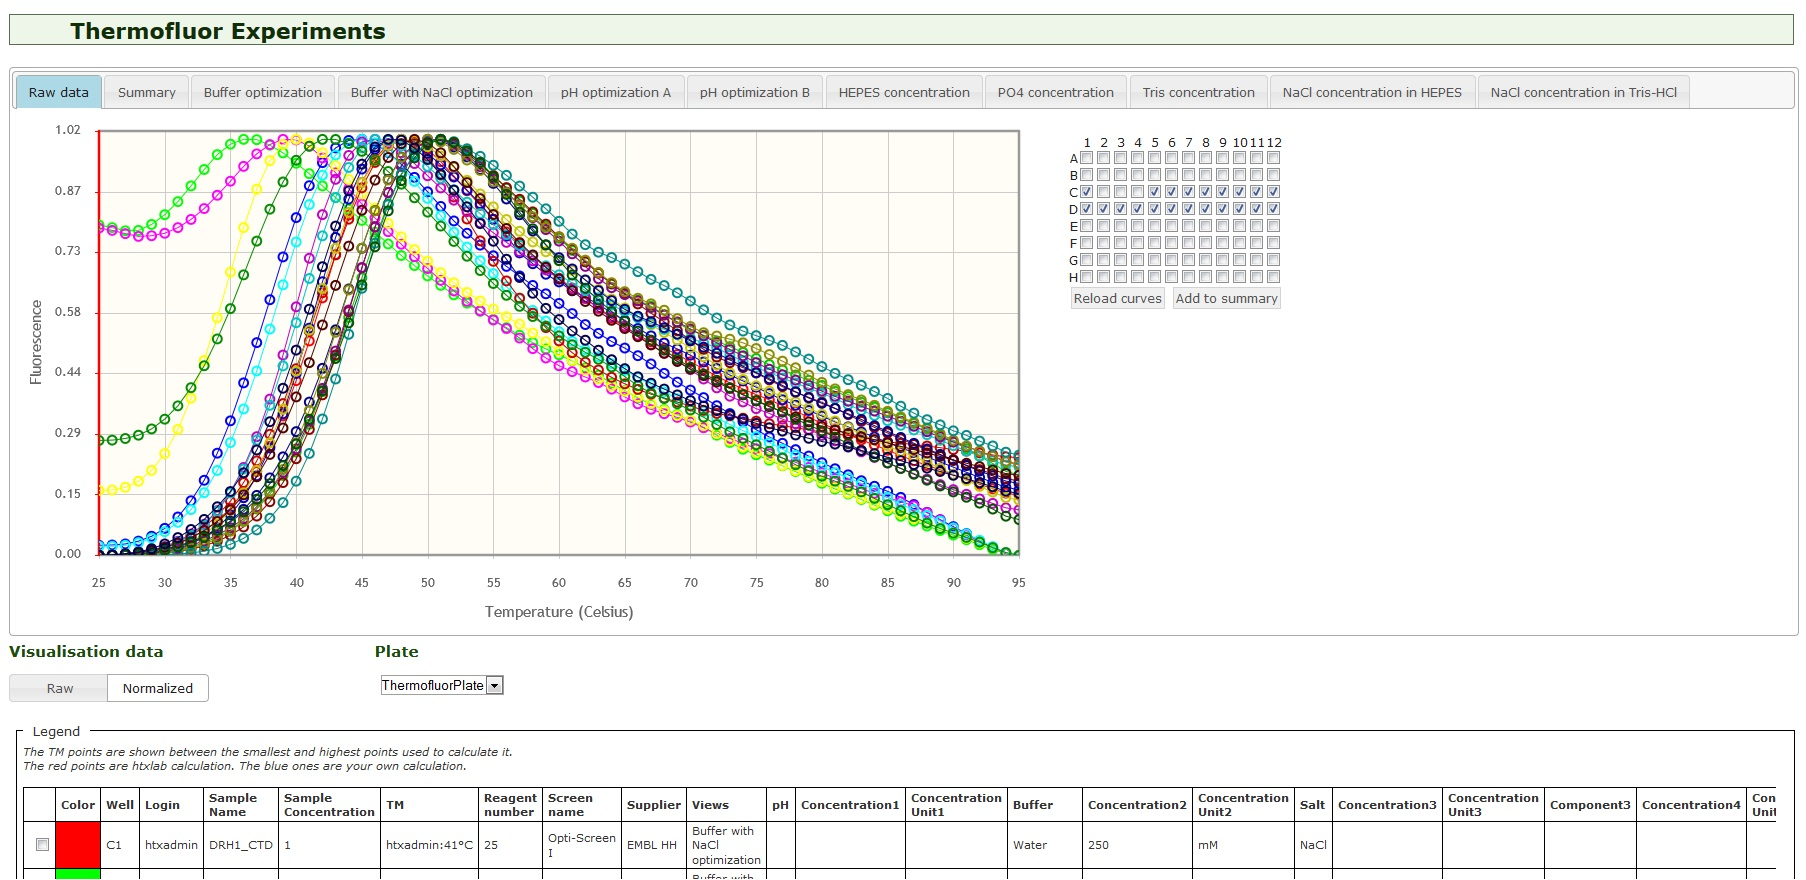 Thermofluor Experiments
Raw data Summary Buffer optimization Buffer with NaCl optimization pH optimization A pH optimization B HEPES concentration PO4 concentration Tris concentration NaCl concentration in HEPES NaCl concentration in Tris-HCl
1.02
0.87
0.73
0.58
0.44
0.29
0.15
0.00
Fluorescence
25 30 35 40 45 50 55 60 65 70 75 80 85 90 95
Temperature (Celsius)
1 2 3 4 5 6 7 8 9 10 11 12
A
B
C
D
E
F
G
H
Reload curves Add to summary
Visualisation data Plate
Raw Normalized ThermofluorPlate
Legend
The TM points are shown between the smallest and highest points used to calculate it.
The red points are htxlab calculation. The blue ones are your own calculation.
Color Well Login Sample Name Sample Concentration TM Reagent number Screen name Supplier Views pH Concentration1 Concentration Unit1 Buffer Concentration2 Concentration Unit2 Salt Concentration3 Concentration Unit3 Component3 Concentration4 Con Unit
C1 htxadmin DRH1_CTD 1 htxadmin:41°C 25 Opti-Screen I EMBL HH Buffer with NaCl optimization Water 250 mM NaCl
Buffer with